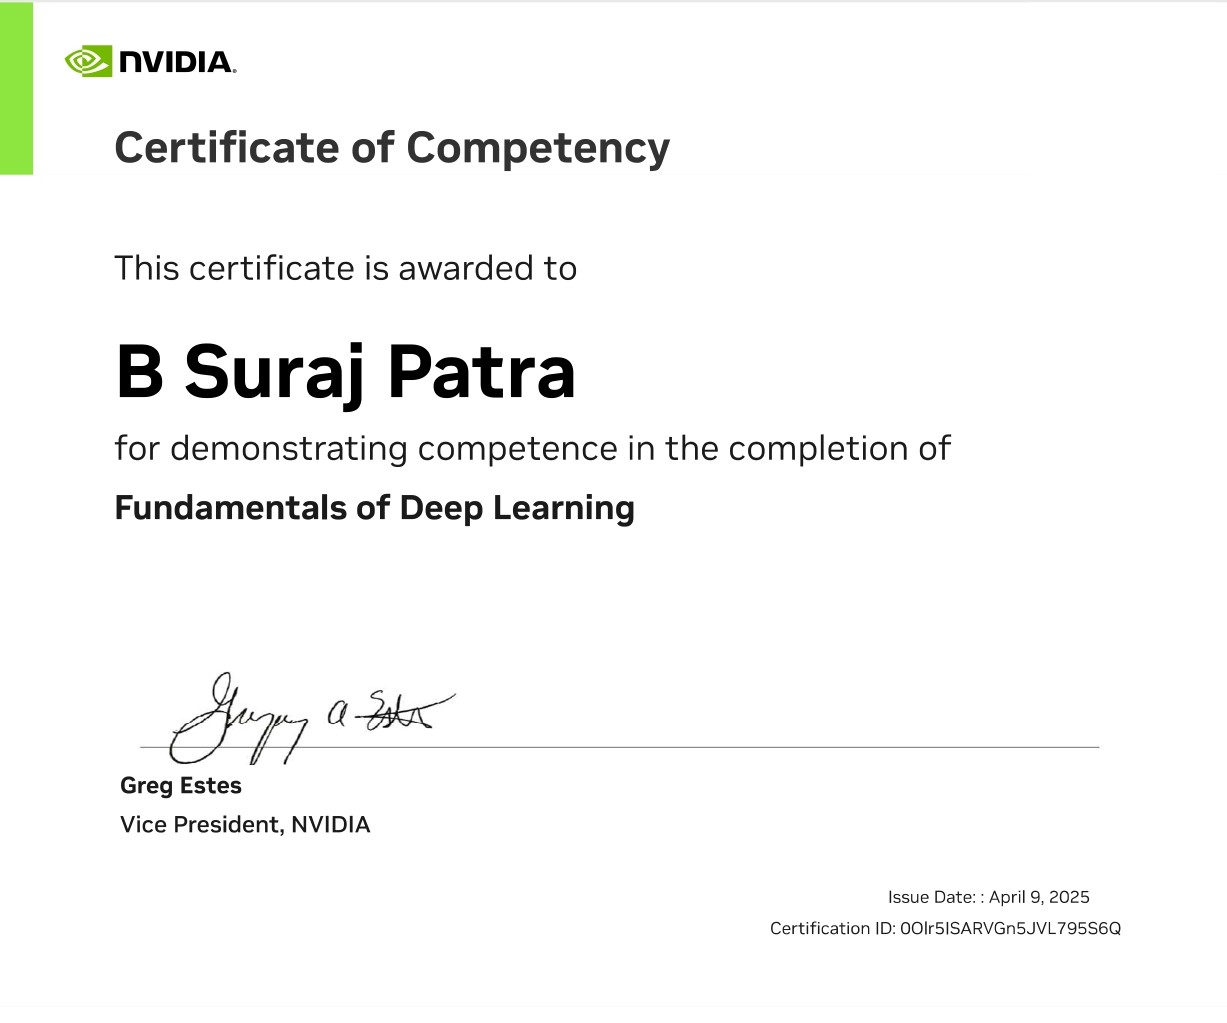 NVIDIA.
Certificate of Competency
This certificate is awarded to
B Suraj Patra
for demonstrating competence in the completion of
Fundamentals of Deep Learning
Gregory A Estes
Greg Estes
Vice President, NVIDIA
Issue Date: : April 9, 2025
Certification ID: 0Olr5ISARVGn5JVL795S6Q